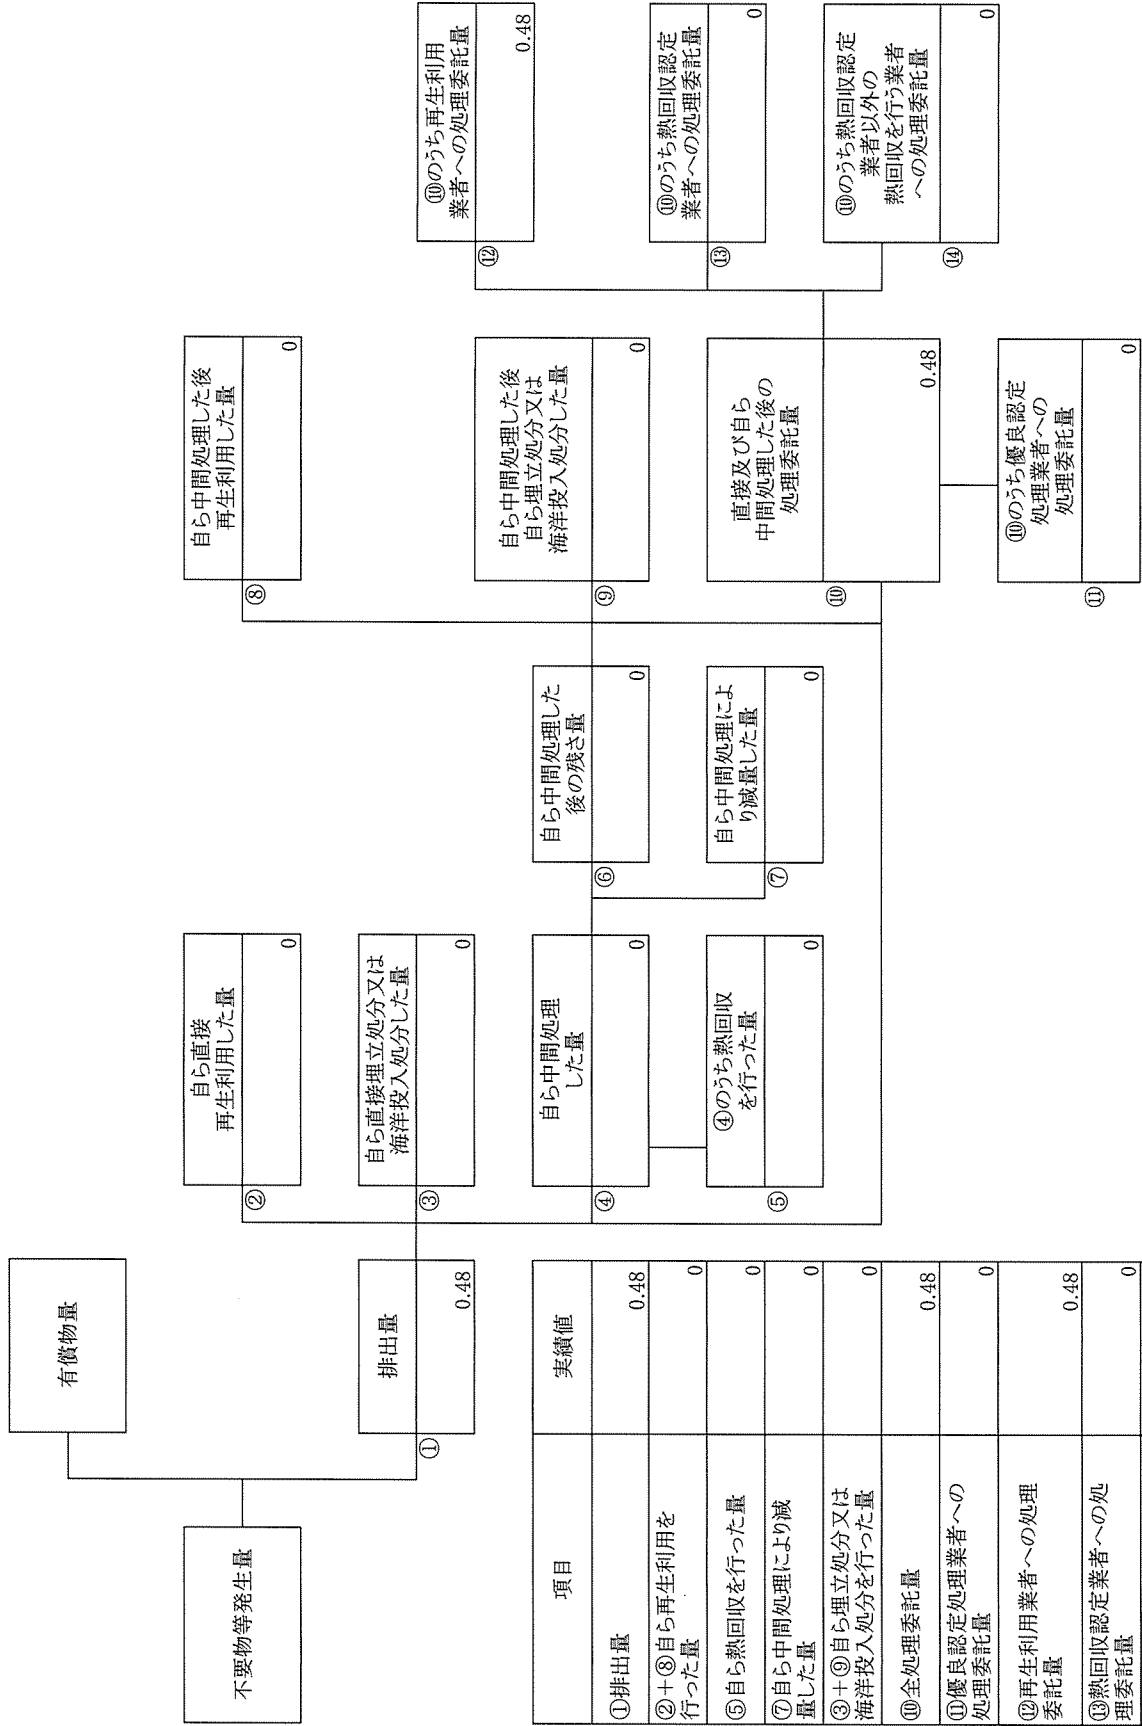 不要物等発生量
有償物量
①
排出量
0.48
②
自ら直接
再生利用した量
0
③
自ら直接埋立処分又は
海洋投入処分した量
0
④
自ら中間処理
した量
0
⑤
④のうち熱回収
を行った量
0
⑥
自ら中間処理した
後の残さ量
0
⑦
自ら中間処理によ
り減量した量
0
⑧
自ら中間処理した後
再生利用した量
0
⑨
自ら中間処理した後
自ら埋立処分又は
海洋投入処分した量
0
⑩
直接及び自ら
中間処理した後の
処理委託量
0.48
⑪
⑩のうち優良認定
処理業者への
処理委託量
0
⑫
⑩のうち再生利用
業者への処理委託量
0.48
⑬
⑩のうち熱回収認定
業者への処理委託量
0
⑭
⑩のうち熱回収認定
業者以外の
熱回収を行う業者
への処理委託量
0
項目 実績値
①排出量 0.48
②+⑧自ら再生利用を
行った量 0
⑤自ら熱回収を行った量 0
⑦自ら中間処理により減
量した量 0
③+⑨自ら埋立処分又は
海洋投入処分を行った量 0
⑩全処理委託量 0.48
⑪優良認定処理業者への
処理委託量 0
⑫再生利用業者への処理
委託量 0.48
⑬熱回収認定業者への処
理委託量 0